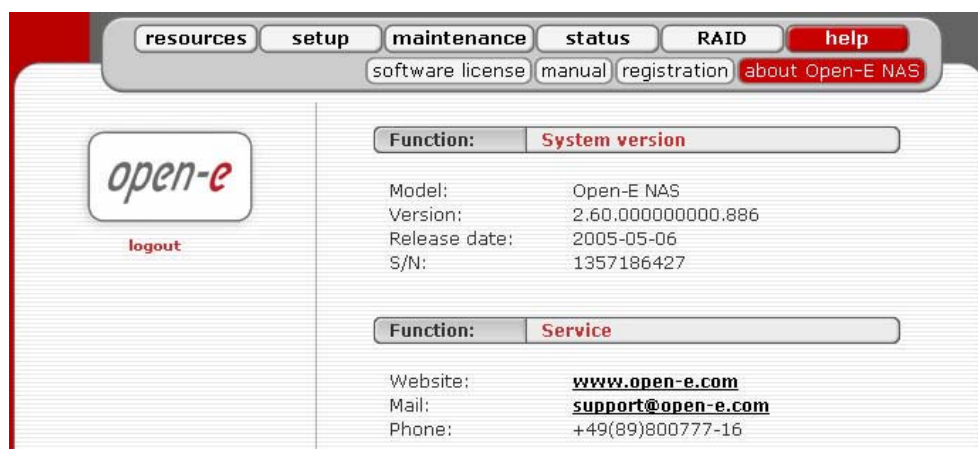 resources setup maintenance status RAID help
software license manual registration about Open-E NAS
open-e
logout
Function: System version
Model: Open-E NAS
Version: 2.60.000000000.886
Release date: 2005-05-06
S/N: 1357186427
Function: Service
Website: www.open-e.com
Mail: support@open-e.com
Phone: +49(89)800777-16